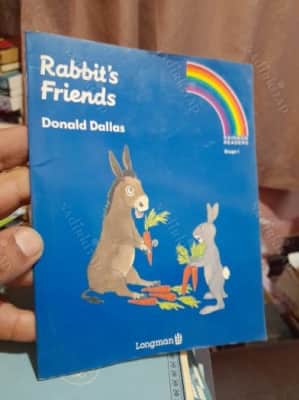 Rabbit's
Friends
Donald Dallas
RAINBOW
READERS
Stage 1
Longman